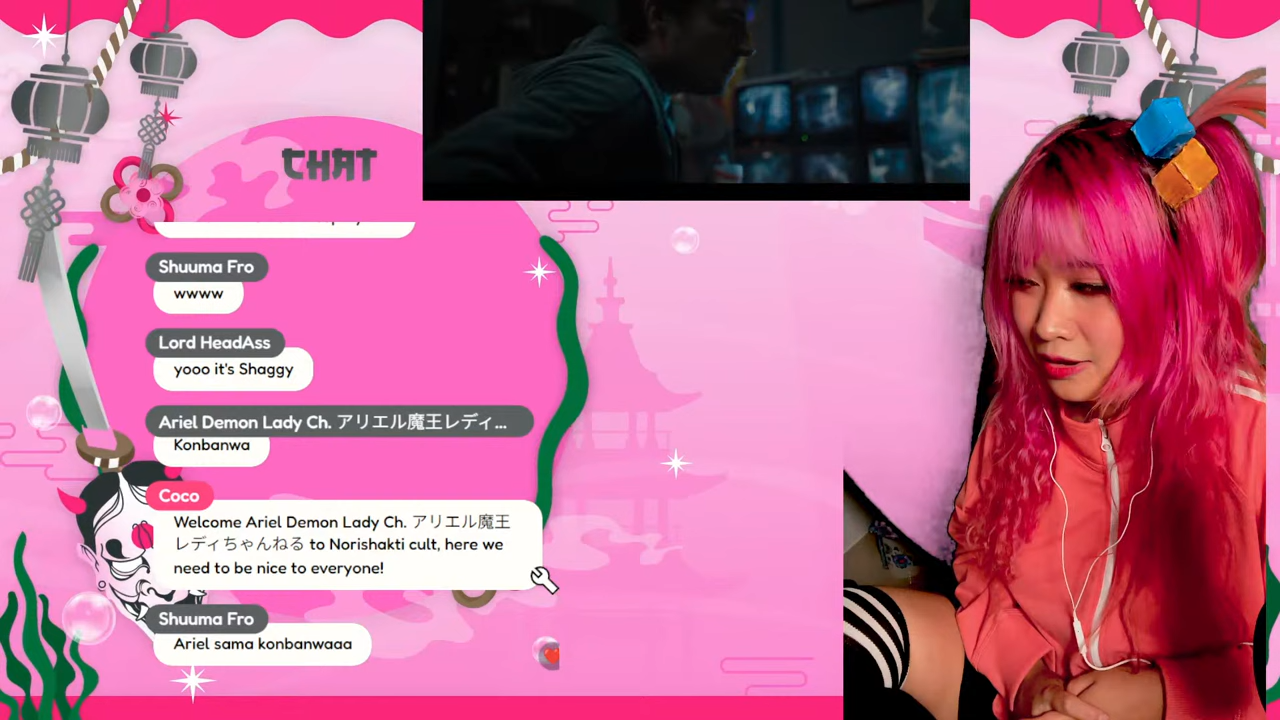 CHAT
Shuuma Fro
wwww
Lord HeadAss
yooo it's Shaggy
Ariel Demon Lady Ch. アリエル魔王レディ...
Konbanwa
Coco
Welcome Ariel Demon Lady Ch. アリエル魔王
レディちゃんねる to Norishakti cult, here we
need to be nice to everyone!
Shuuma Fro
Ariel sama konbanwaaa